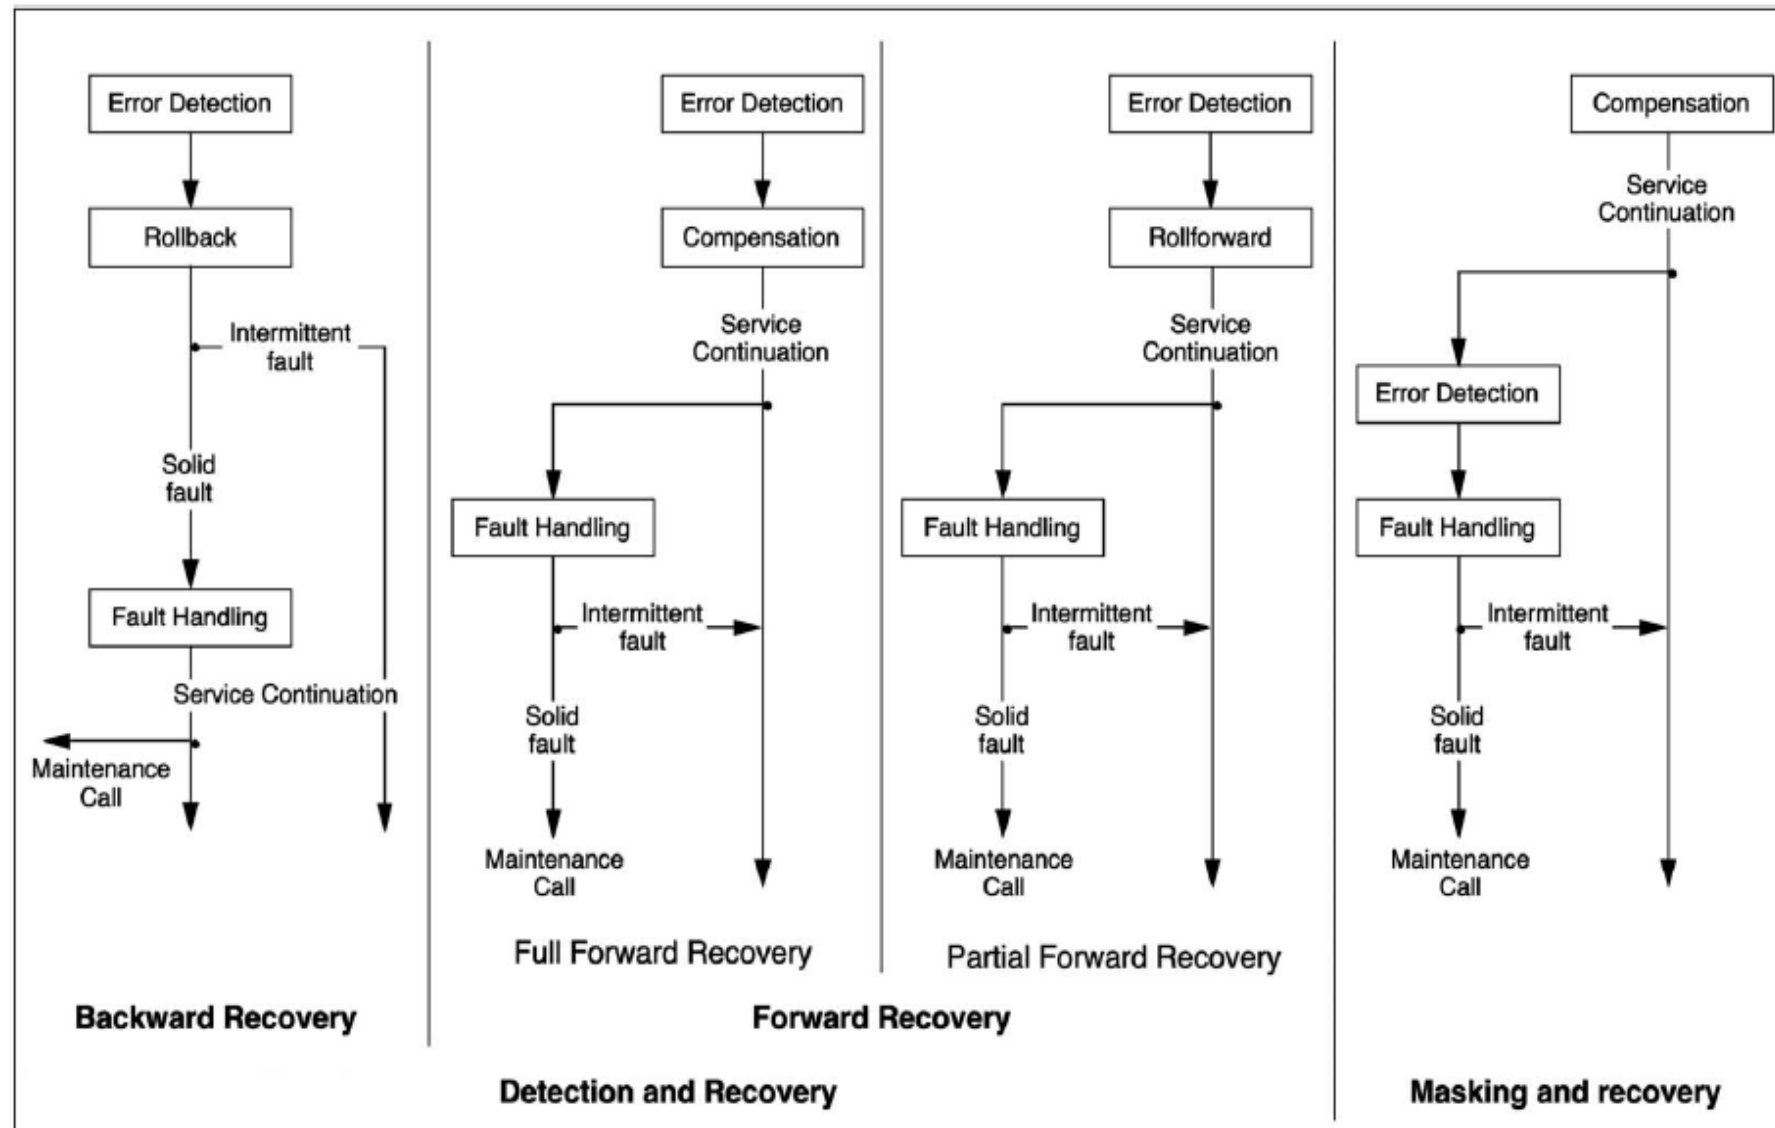 Error Detection
Rollback
Intermittent
fault
Solid
fault
Fault Handling
Service Continuation
Maintenance
Call
Backward Recovery
Error Detection
Compensation
Service
Continuation
Fault Handling
Intermittent
fault
Solid
fault
Maintenance
Call
Full Forward Recovery
Error Detection
Rollforward
Service
Continuation
Fault Handling
Intermittent
fault
Solid
fault
Maintenance
Call
Partial Forward Recovery
Forward Recovery
Detection and Recovery
Compensation
Service
Continuation
Error Detection
Fault Handling
Intermittent
fault
Solid
fault
Maintenance
Call
Masking and recovery